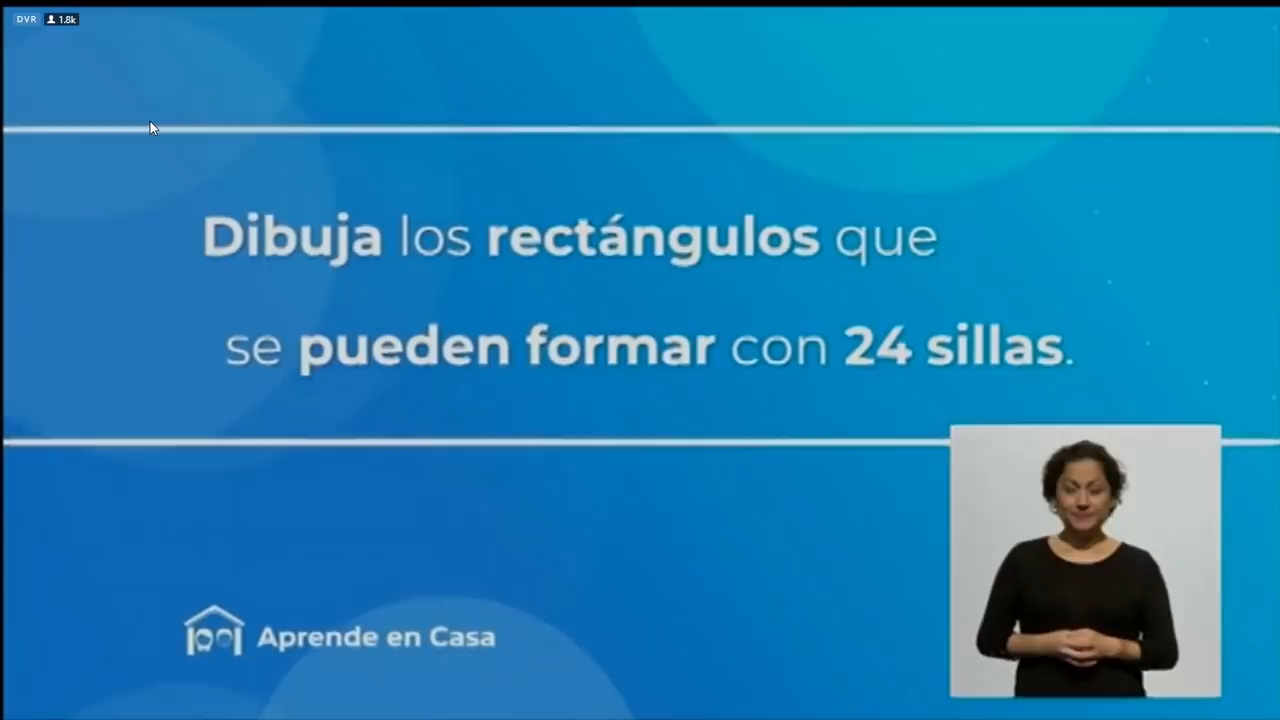 DVR 1.8k
Dibuja los rectángulos que
se pueden formar con 24 sillas.
Aprende en Casa